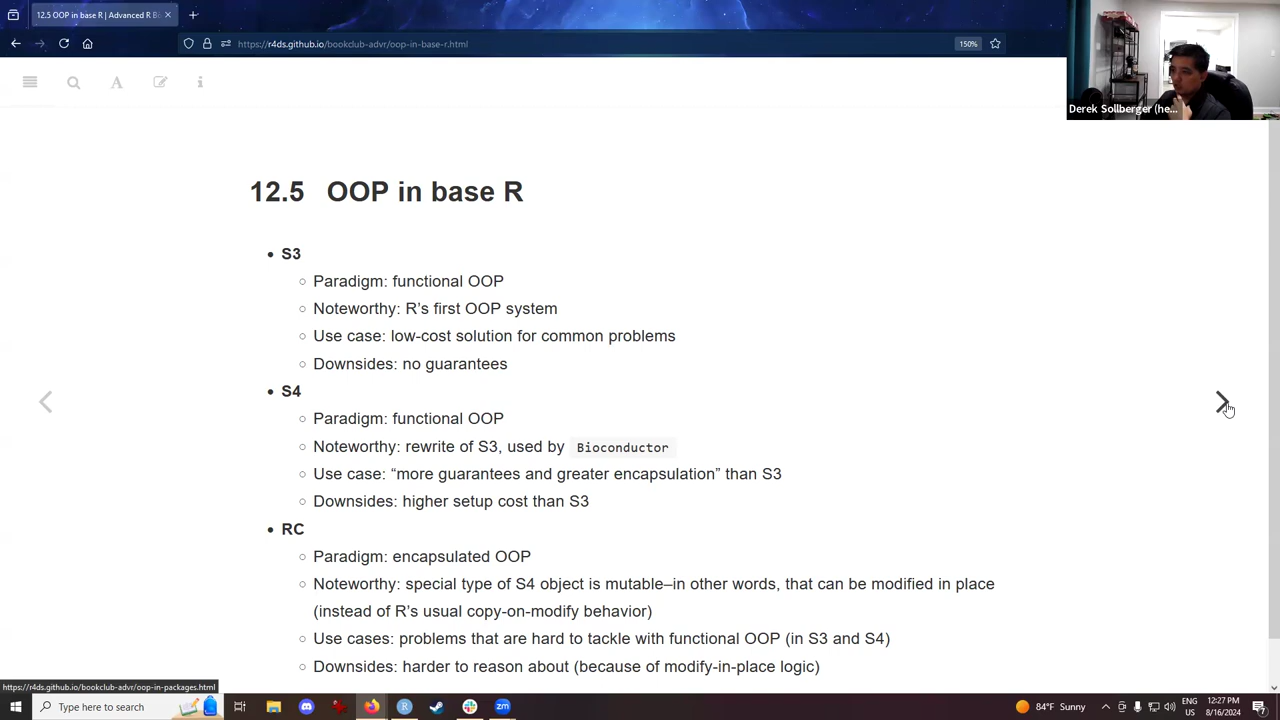 12.5 OOP in base R | Advanced R Bo
https://r4ds.github.io/bookclub-advr/oop-in-base-r.html
150%
Derek Sollberger (he...
12.5 OOP in base R
S3
Paradigm: functional OOP
Noteworthy: R's first OOP system
Use case: low-cost solution for common problems
Downsides: no guarantees
S4
Paradigm: functional OOP
Noteworthy: rewrite of S3, used by Bioconductor
Use case: “more guarantees and greater encapsulation” than S3
Downsides: higher setup cost than S3
RC
Paradigm: encapsulated OOP
Noteworthy: special type of S4 object is mutable–in other words, that can be modified in place
(instead of R's usual copy-on-modify behavior)
Use cases: problems that are hard to tackle with functional OOP (in S3 and S4)
Downsides: harder to reason about (because of modify-in-place logic)
https://r4ds.github.io/bookclub-advr/oop-in-packages.html
Type here to search
84°F Sunny
ENG
US
12:27 PM
8/16/2024